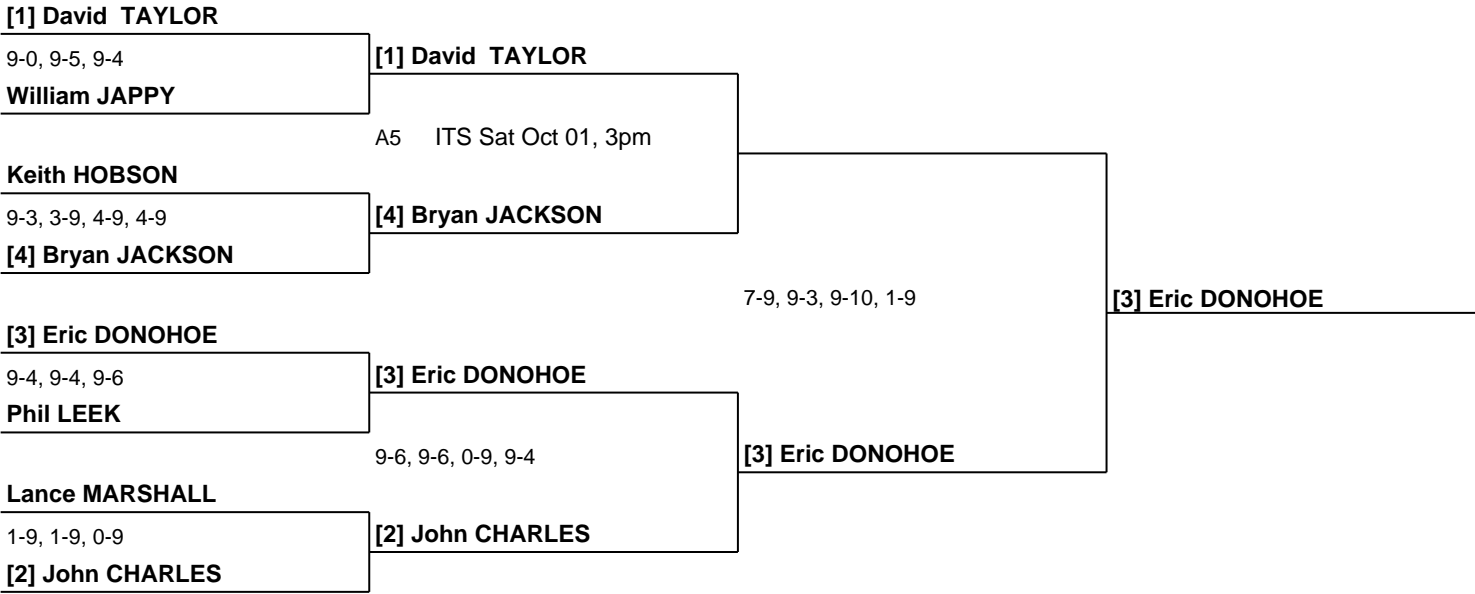 [1] David  TAYLOR
9-0, 9-5, 9-4
[1] David  TAYLOR
William JAPPY
A5 ITS Sat Oct 01, 3pm
Keith HOBSON
9-3, 3-9, 4-9, 4-9
[4] Bryan JACKSON
[4] Bryan JACKSON
7-9, 9-3, 9-10, 1-9
[3] Eric DONOHOE
[3] Eric DONOHOE
9-4, 9-4, 9-6
[3] Eric DONOHOE
Phil LEEK
9-6, 9-6, 0-9, 9-4
[3] Eric DONOHOE
Lance MARSHALL
1-9, 1-9, 0-9
[2] John CHARLES
[2] John CHARLES